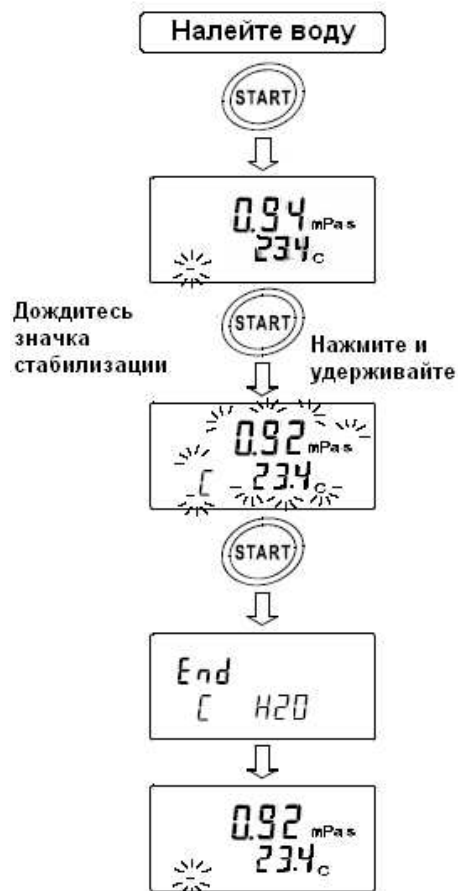 Налейте воду
START
0.94 mPas
23.4 C
Дождитесь
значка
стабилизации
START
Нажмите и
удерживайте
0.92 mPas
C 23.4 C
START
End
C H2O
0.92 mPas
23.4 C